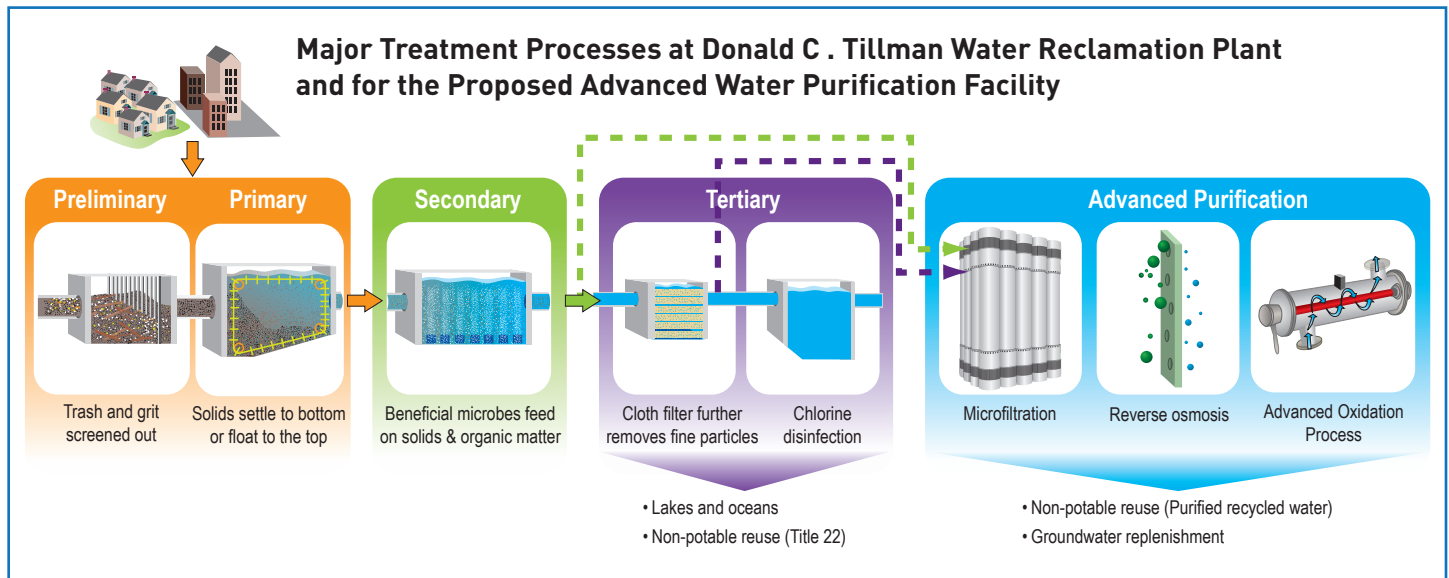 Major Treatment Processes at Donald C . Tillman Water Reclamation Plant
and for the Proposed Advanced Water Purification Facility
Preliminary
Primary
Secondary
Tertiary
Advanced Purification
Trash and grit
screened out
Solids settle to bottom
or float to the top
Beneficial microbes feed
on solids & organic matter
Cloth filter further
removes fine particles
Chlorine
disinfection
Microfiltration
Reverse osmosis
Advanced Oxidation
Process
• Lakes and oceans
• Non-potable reuse (Title 22)
• Non-potable reuse (Purified recycled water)
• Groundwater replenishment